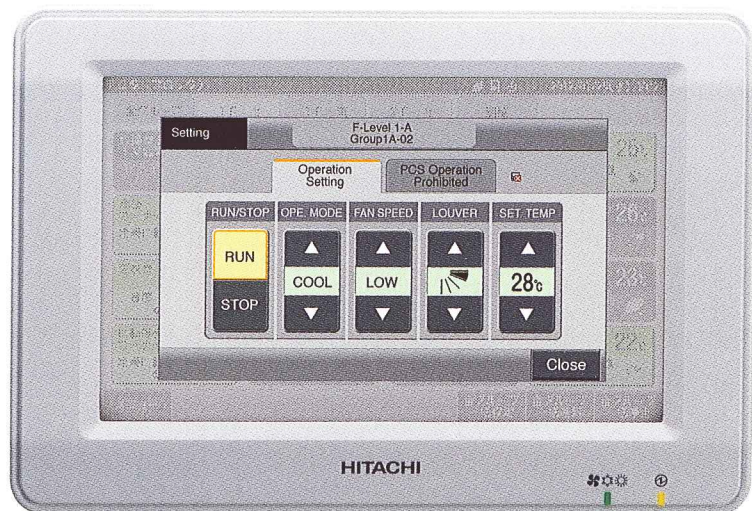 Setting
F-Level 1-A
Group1A-02
Operation
Setting
PCS Operation
Prohibited
RUN/STOP OPE. MODE FAN SPEED LOUVER SET. TEMP
RUN
STOP
COOL
LOW
28℃
Close
HITACHI